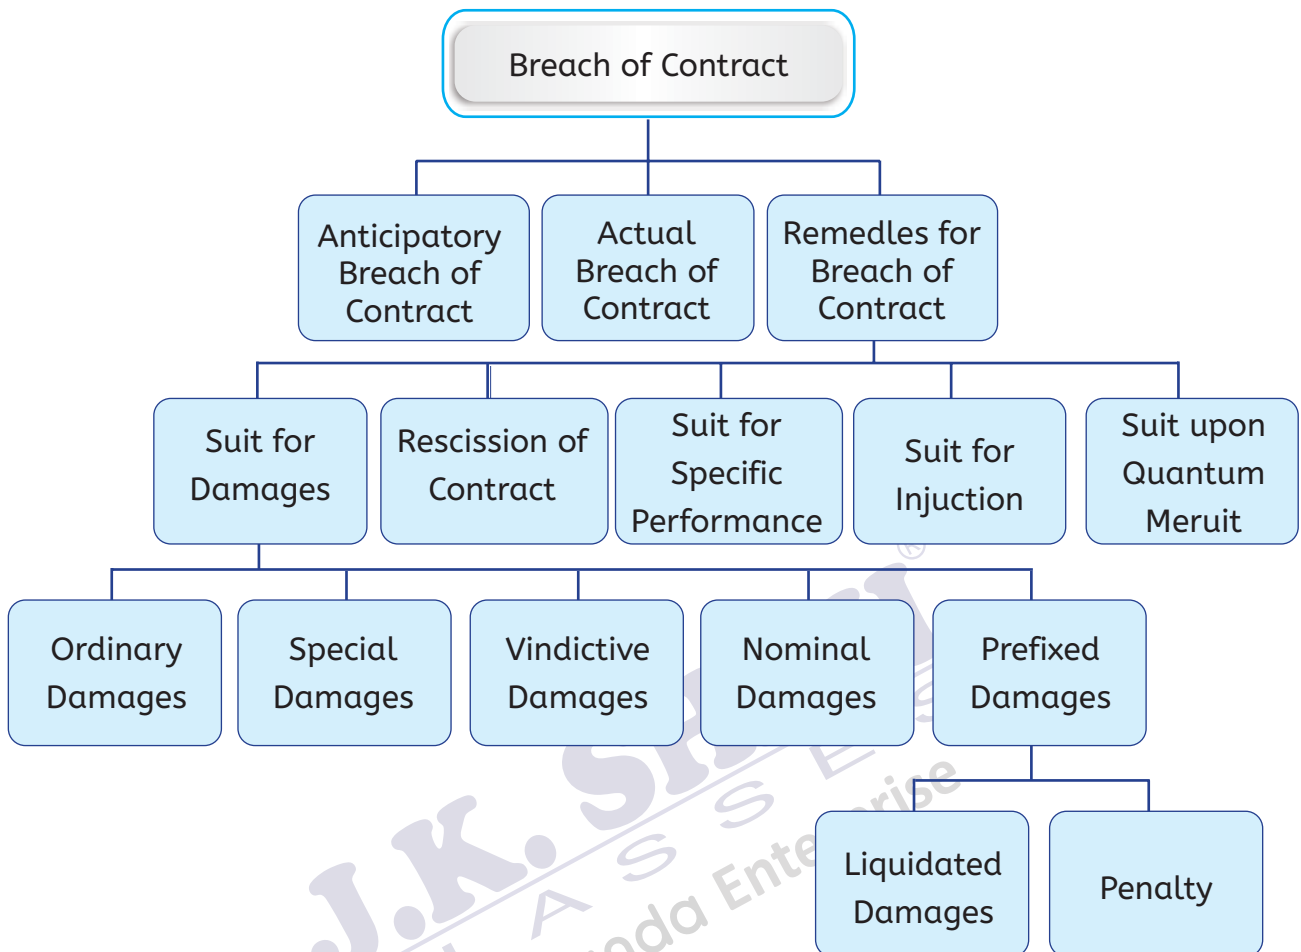 Breach of Contract
Anticipatory
Breach of
Contract
Actual
Breach of
Contract
Remedles for
Breach of
Contract
Suit for
Damages
Rescission of
Contract
Suit for
Specific
Performance
Suit for
Injuction
Suit upon
Quantum
Meruit
Ordinary
Damages
Special
Damages
Vindictive
Damages
Nominal
Damages
Prefixed
Damages
Liquidated
Damages
Penalty
J.K.
®